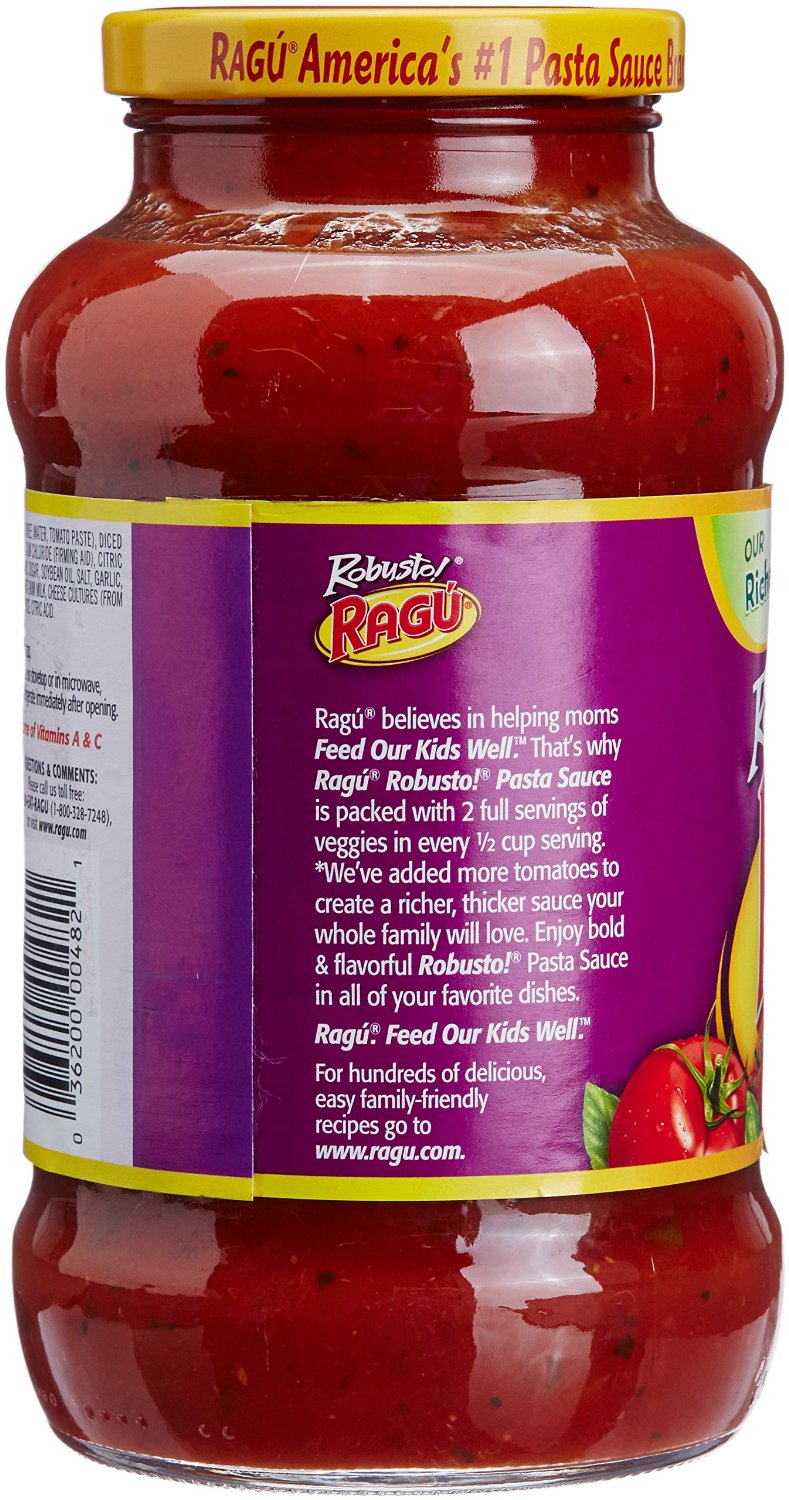 RAGÚ® America's #1 Pasta Sauce
(WATER, TOMATO PASTE), DICED
CHLORIDE (FIRMING AID), CITRIC
SUGAR, SOYBEAN OIL, SALT, GARLIC,
MILK, CHEESE CULTURES (FROM
CITRIC ACID.
stovetop or in microwave,
immediately after opening.
of Vitamins A & C
& COMMENTS:
Please call us toll free:
RAGU (1-800-328-7248),
visit www.ragu.com
0 36200 00482 1
Robusto!®
RAGÚ®
Ragú® believes in helping moms
Feed Our Kids Well.™ That's why
Ragú® Robusto!® Pasta Sauce
is packed with 2 full servings of
veggies in every ½ cup serving.
*We've added more tomatoes to
create a richer, thicker sauce your
whole family will love. Enjoy bold
& flavorful Robusto!® Pasta Sauce
in all of your favorite dishes.
Ragú®. Feed Our Kids Well.™
For hundreds of delicious,
easy family-friendly
recipes go to
www.ragu.com.
OUR